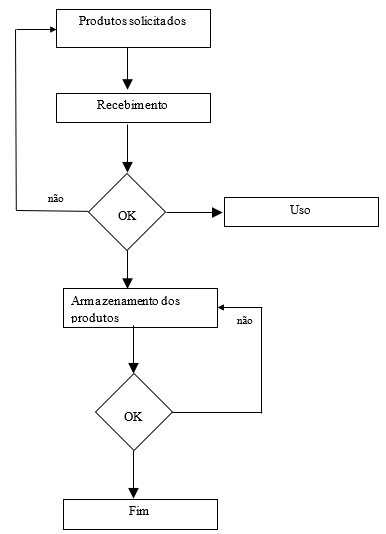 Produtos solicitados
Recebimento
não
OK
Uso
Armazenamento dos
produtos
não
OK
Fim